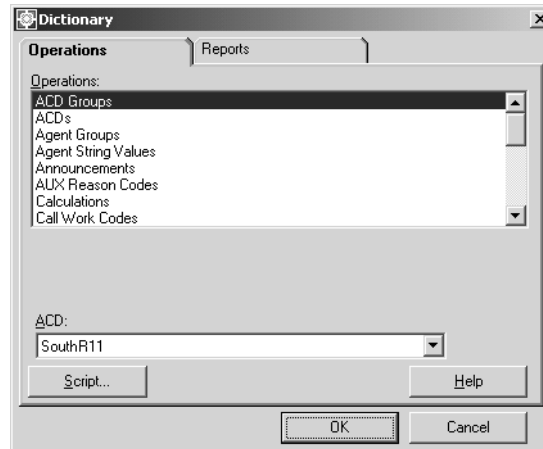 Dictionary
Operations
Reports
Operations:
ACD Groups
ACDs
Agent Groups
Agent String Values
Announcements
AUX Reason Codes
Calculations
Call Work Codes
ACD:
SouthR11
Script...
Help
OK
Cancel